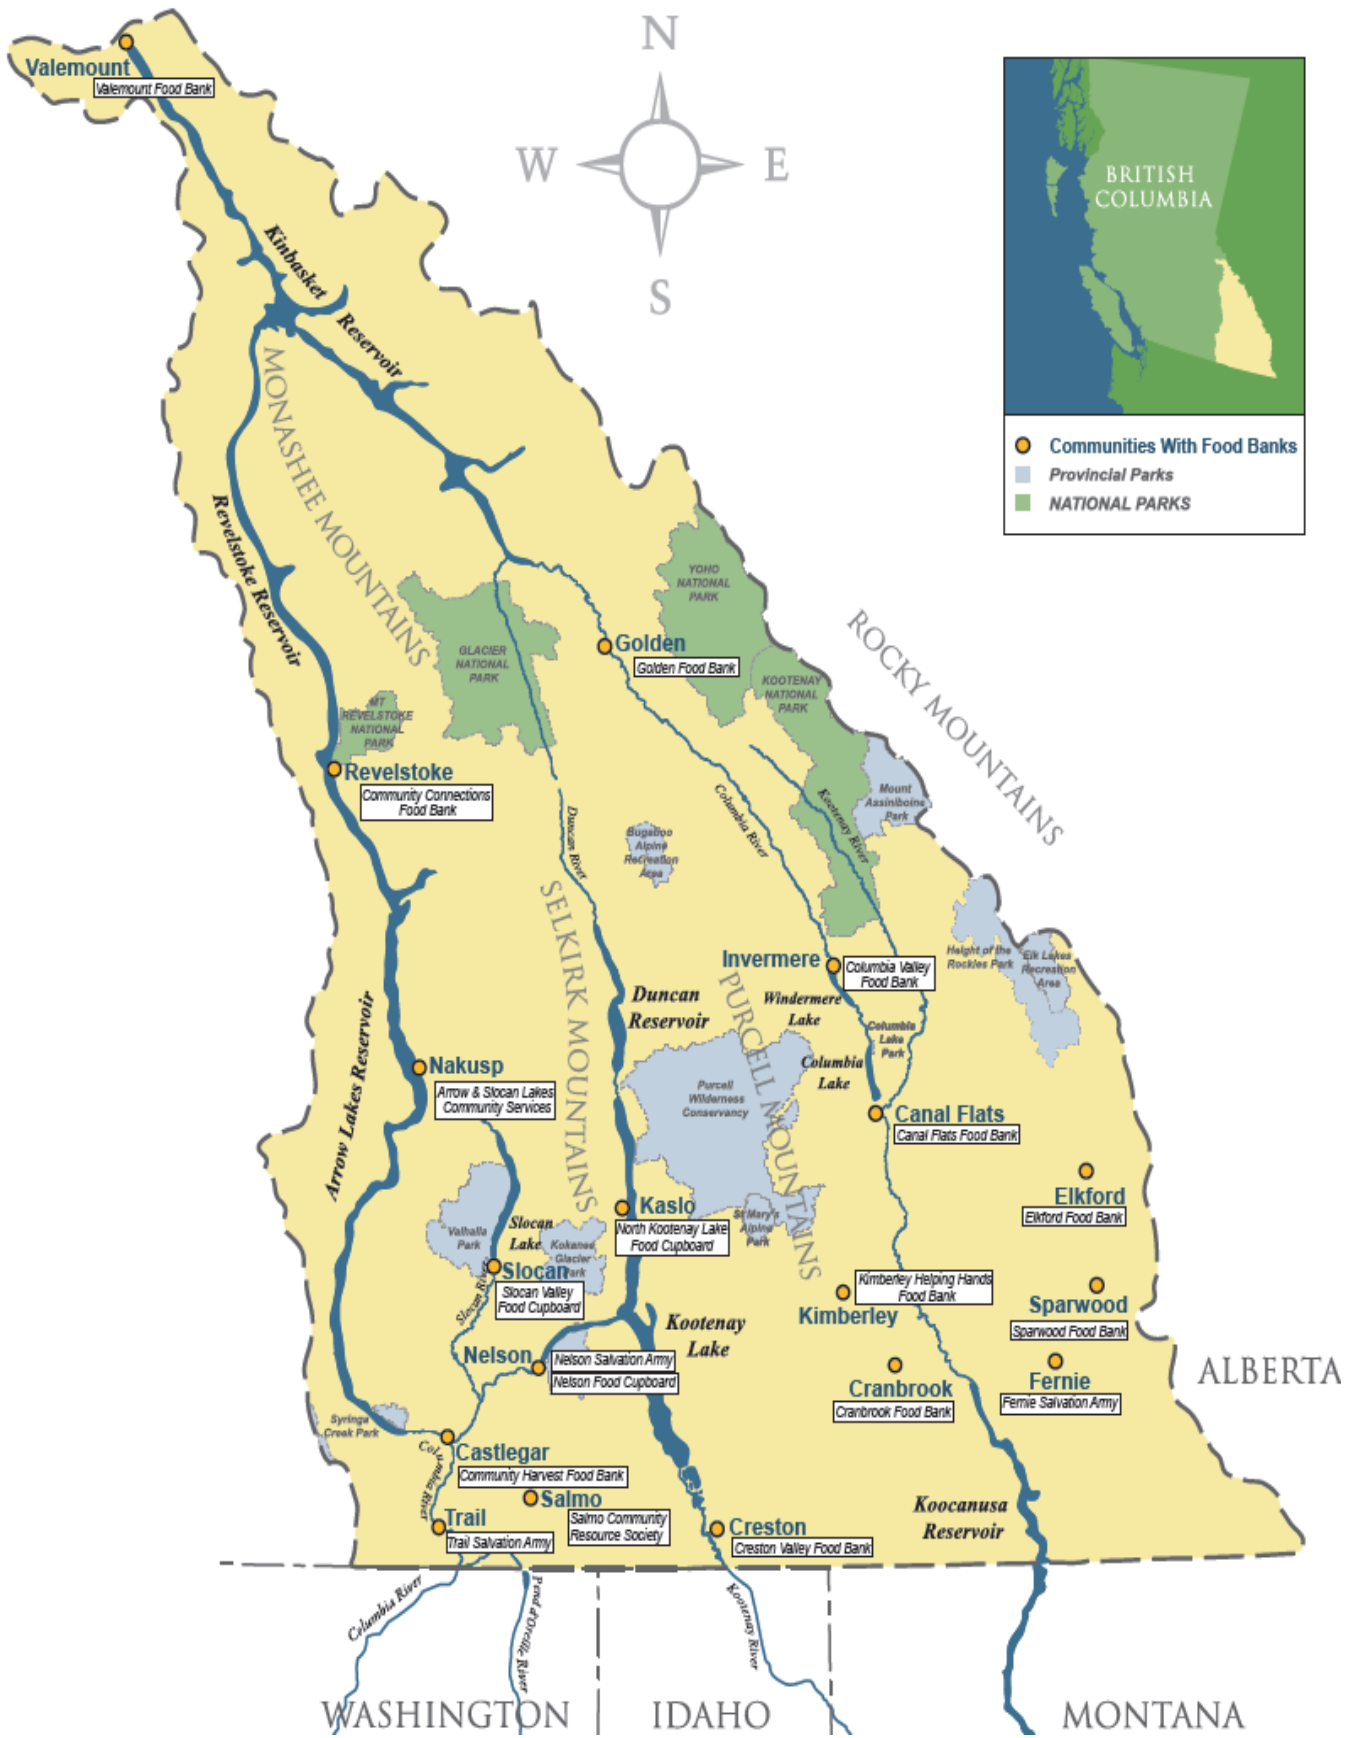 N
W
E
S
Valemount
Valemount Food Bank
BRITISH
COLUMBIA
Communities With Food Banks
Provincial Parks
NATIONAL PARKS
Kinbasket
Reservoir
MONASHEE MOUNTAINS
Revelstoke Reservoir
YOHO
NATIONAL
PARK
GLACIER
NATIONAL
PARK
Golden
Golden Food Bank
KOOTENAY
NATIONAL
PARK
ROCKY MOUNTAINS
MT
REVELSTOKE
NATIONAL
PARK
Revelstoke
Community Connections
Food Bank
Mount
Assiniboine
Park
Columbia River
Kootenay River
Duncan River
Bugaboo
Alpine
Recreation
Area
SELKIRK MOUNTAINS
Height of the
Rockies Park
Elk Lakes
Recreation
Area
Invermere
Columbia Valley
Food Bank
PURCELL MOUNTAINS
Windermere
Lake
Duncan
Reservoir
Columbia
Lake
Park
Columbia
Lake
Arrow Lakes Reservoir
Nakusp
Arrow & Slocan Lakes
Community Services
Purcell
Wilderness
Conservancy
Canal Flats
Canal Flats Food Bank
Elkford
Elkford Food Bank
Kaslo
North Kootenay Lake
Food Cupboard
St Mary's
Alpine
Park
Valhalla
Park
Slocan
Lake
Kokanee
Glacier
Park
Slocan
Slocan Valley
Food Cupboard
Slocan River
Kimberley Helping Hands
Food Bank
Kimberley
Sparwood
Sparwood Food Bank
Kootenay
Lake
Nelson
Nelson Salvation Army
Nelson Food Cupboard
Cranbrook
Cranbrook Food Bank
Fernie
Fernie Salvation Army
ALBERTA
Syringa
Creek Park
Castlegar
Community Harvest Food Bank
Columbia River
Salmo
Salmo Community
Resource Society
Trail
Trail Salvation Army
Creston
Creston Valley Food Bank
Koocanusa
Reservoir
Columbia River
Pend d'Oreille River
Kootenay River
WASHINGTON
IDAHO
MONTANA